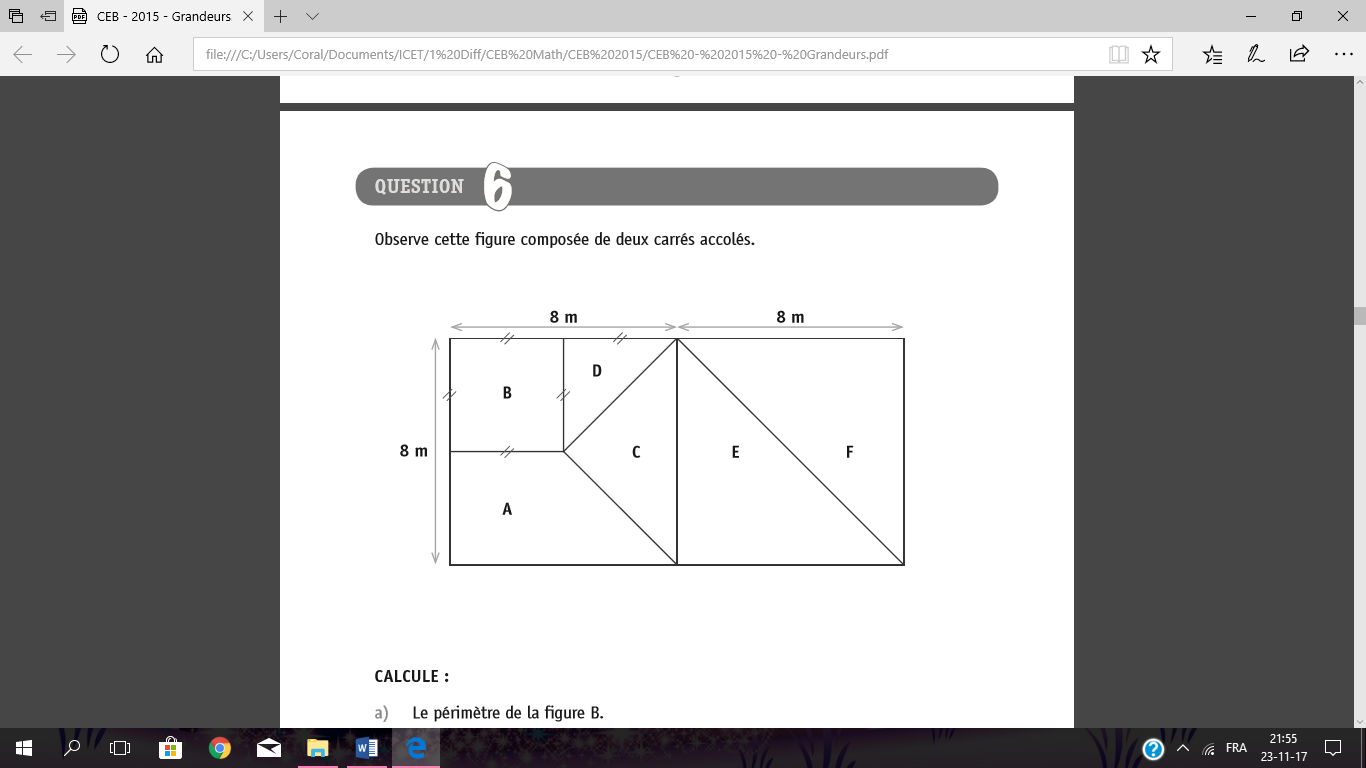 CEB - 2015 - Grandeurs
file:///C:/Users/Coral/Documents/ICET/1%20Diff/CEB%20Math/CEB%202015/CEB%20-%202015%20-%20Grandeurs.pdf
QUESTION 6
Observe cette figure composée de deux carrés accolés.
8 m 8 m
D
B
8 m C E F
A
CALCULE :
a) Le périmètre de la figure B.
FRA 21:55
23-11-17